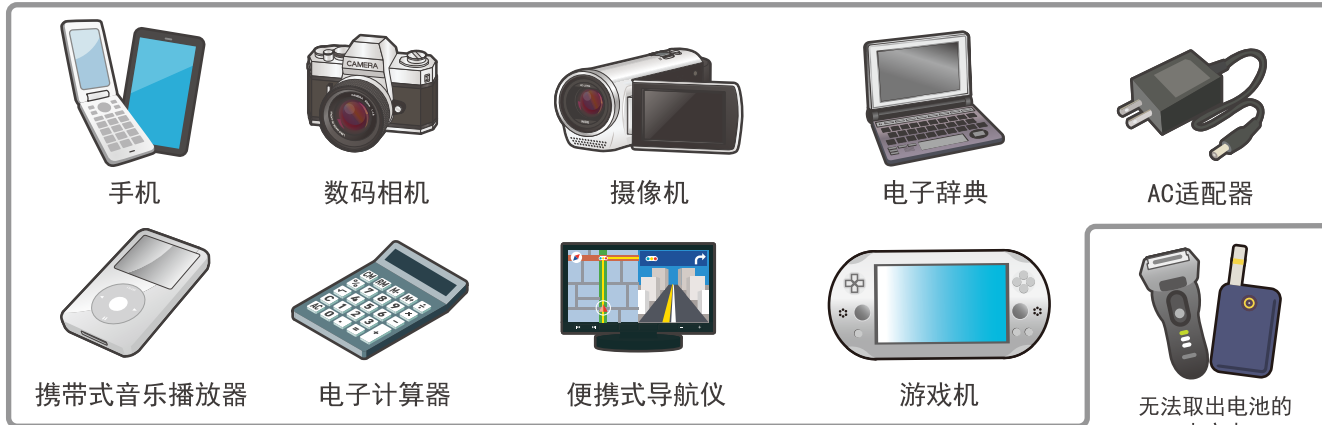 CAMERA
手机
数码相机
摄像机
电子辞典
AC适配器
携带式音乐播放器
电子计算器
便携式导航仪
游戏机
无法取出电池的